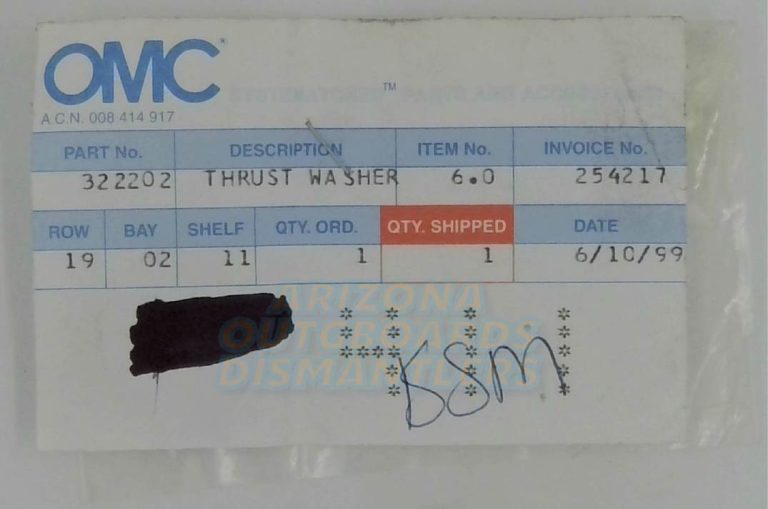 OMC
™
A.C.N. 008 414 917
PART No. DESCRIPTION ITEM No. INVOICE No.
322202 THRUST WASHER 6.0 254217
ROW BAY SHELF QTY. ORD. QTY. SHIPPED DATE
19 02 11 1 1 6/10/99
ARIZONA
OUTBOARDS
DISMANTLERS